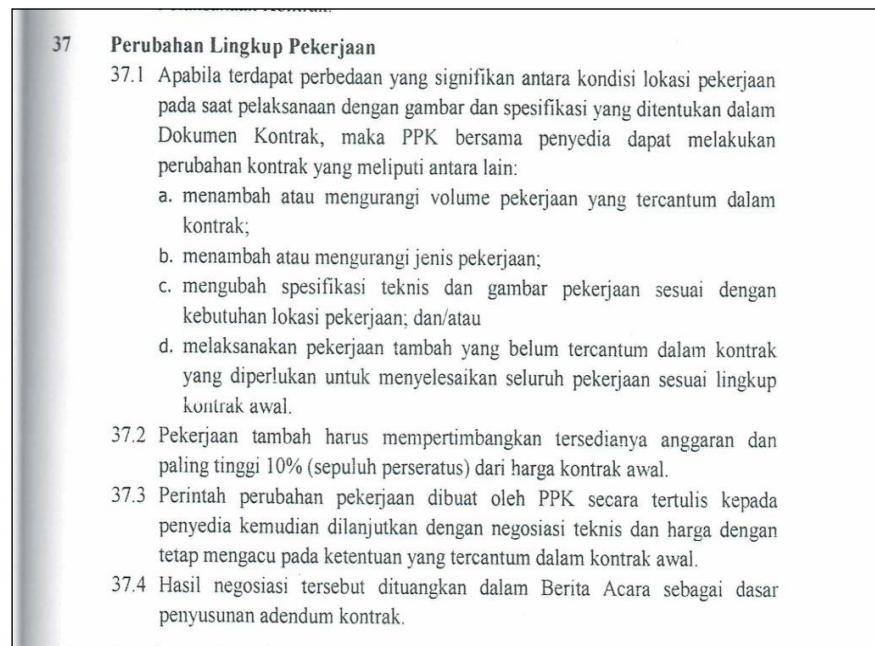 37 Perubahan Lingkup Pekerjaan
37.1 Apabila terdapat perbedaan yang signifikan antara kondisi lokasi pekerjaan
pada saat pelaksanaan dengan gambar dan spesifikasi yang ditentukan dalam
Dokumen Kontrak, maka PPK bersama penyedia dapat melakukan
perubahan kontrak yang meliputi antara lain:
a. menambah atau mengurangi volume pekerjaan yang tercantum dalam
kontrak;
b. menambah atau mengurangi jenis pekerjaan;
c. mengubah spesifikasi teknis dan gambar pekerjaan sesuai dengan
kebutuhan lokasi pekerjaan; dan/atau
d. melaksanakan pekerjaan tambah yang belum tercantum dalam kontrak
yang diperlukan untuk menyelesaikan seluruh pekerjaan sesuai lingkup
kontrak awal.
37.2 Pekerjaan tambah harus mempertimbangkan tersedianya anggaran dan
paling tinggi 10% (sepuluh perseratus) dari harga kontrak awal.
37.3 Perintah perubahan pekerjaan dibuat oleh PPK secara tertulis kepada
penyedia kemudian dilanjutkan dengan negosiasi teknis dan harga dengan
tetap mengacu pada ketentuan yang tercantum dalam kontrak awal.
37.4 Hasil negosiasi tersebut dituangkan dalam Berita Acara sebagai dasar
penyusunan adendum kontrak.